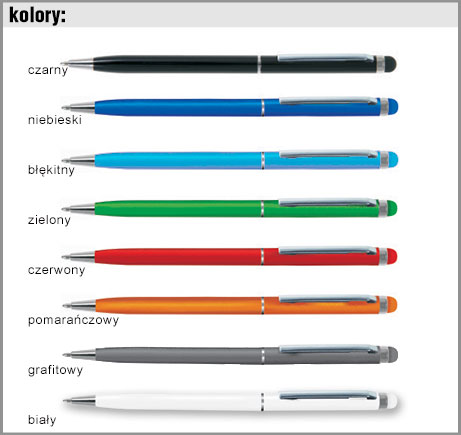 kolory:
czarny
niebieski
błękitny
zielony
czerwony
pomarańczowy
grafitowy
biały